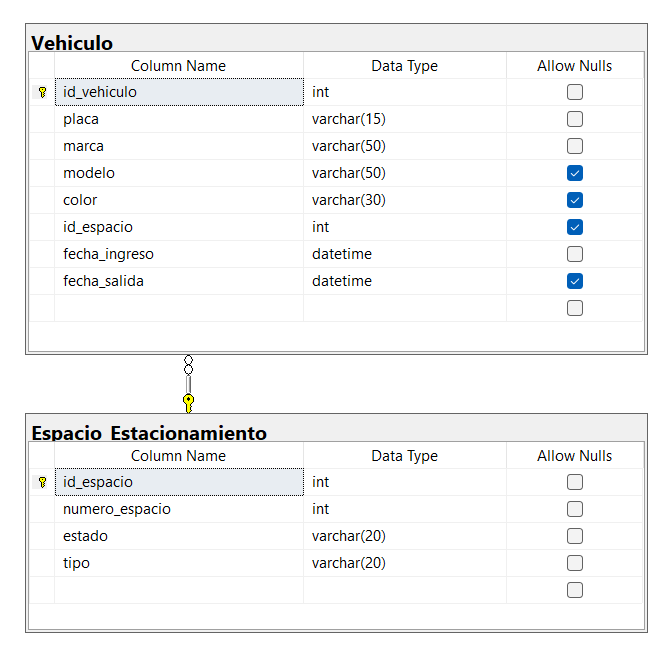 Vehiculo
Column Name Data Type Allow Nulls
id_vehiculo int
placa varchar(15)
marca varchar(50)
modelo varchar(50)
color varchar(30)
id_espacio int
fecha_ingreso datetime
fecha_salida datetime
Espacio_Estacionamiento
Column Name Data Type Allow Nulls
id_espacio int
numero_espacio int
estado varchar(20)
tipo varchar(20)